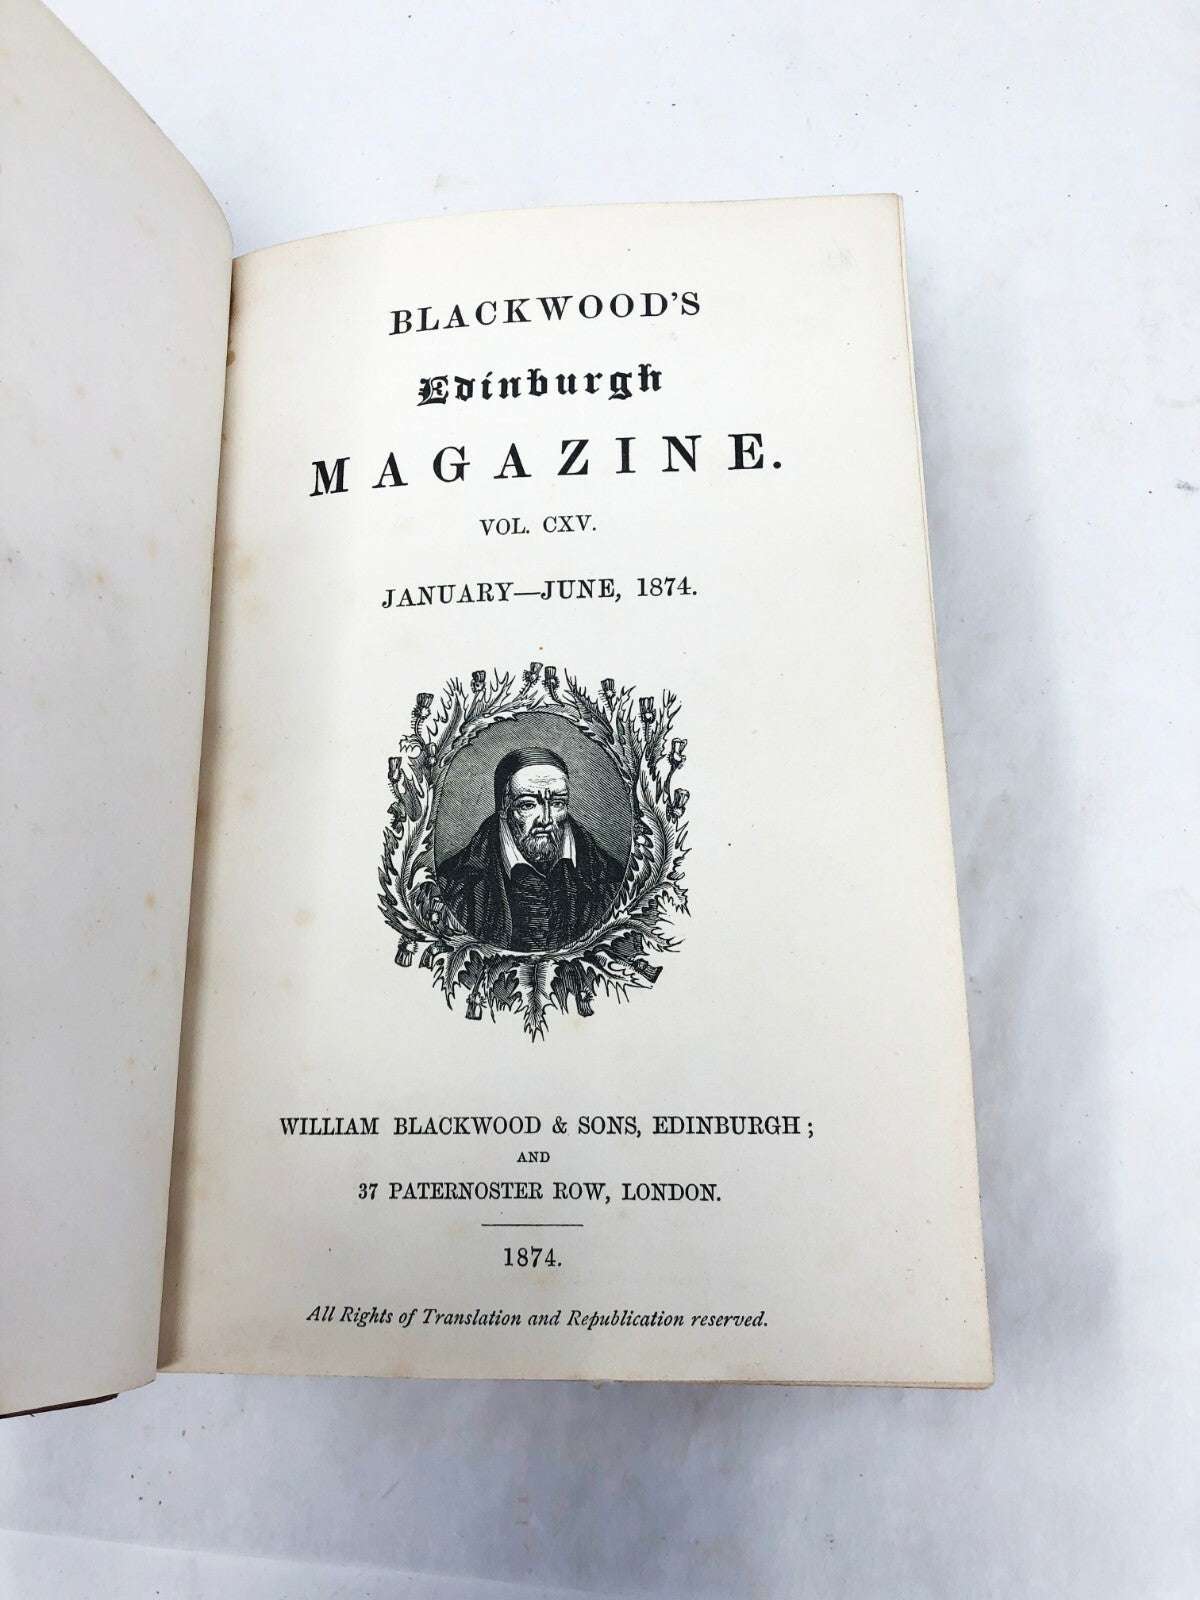 BLACKWOOD'S
Edinburgh
MAGAZINE.
VOL. CXV.
JANUARY—JUNE, 1874.
WILLIAM BLACKWOOD & SONS, EDINBURGH;
AND
37 PATERNOSTER ROW, LONDON.
1874.
All Rights of Translation and Republication reserved.